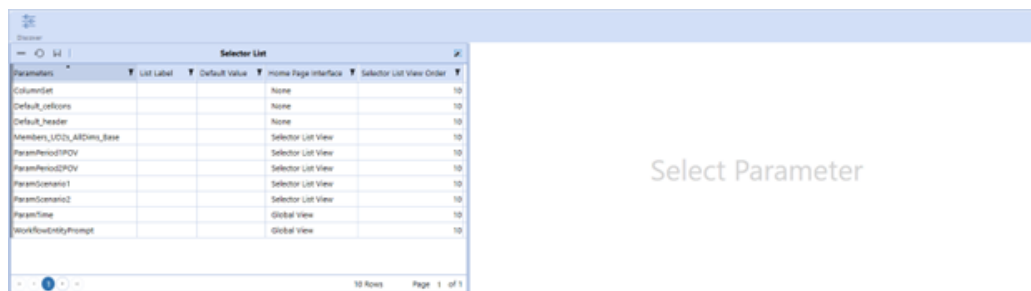 Discover
Selector List
Parameters List Label Default Value Home Page Interface Selector List View Order
ColumnSet None 10
Default_cellcons None 10
Default_header None 10
Members_UD2s_AllDims_Base Selector List View 10
ParamPeriod1POV Selector List View 10
ParamPeriod2POV Selector List View 10
ParamScenario1 Selector List View 10
ParamScenario2 Selector List View 10
ParamTime Global View 10
WorkflowEntityPrompt Global View 10
Select Parameter
1 10 Rows Page 1 of 1